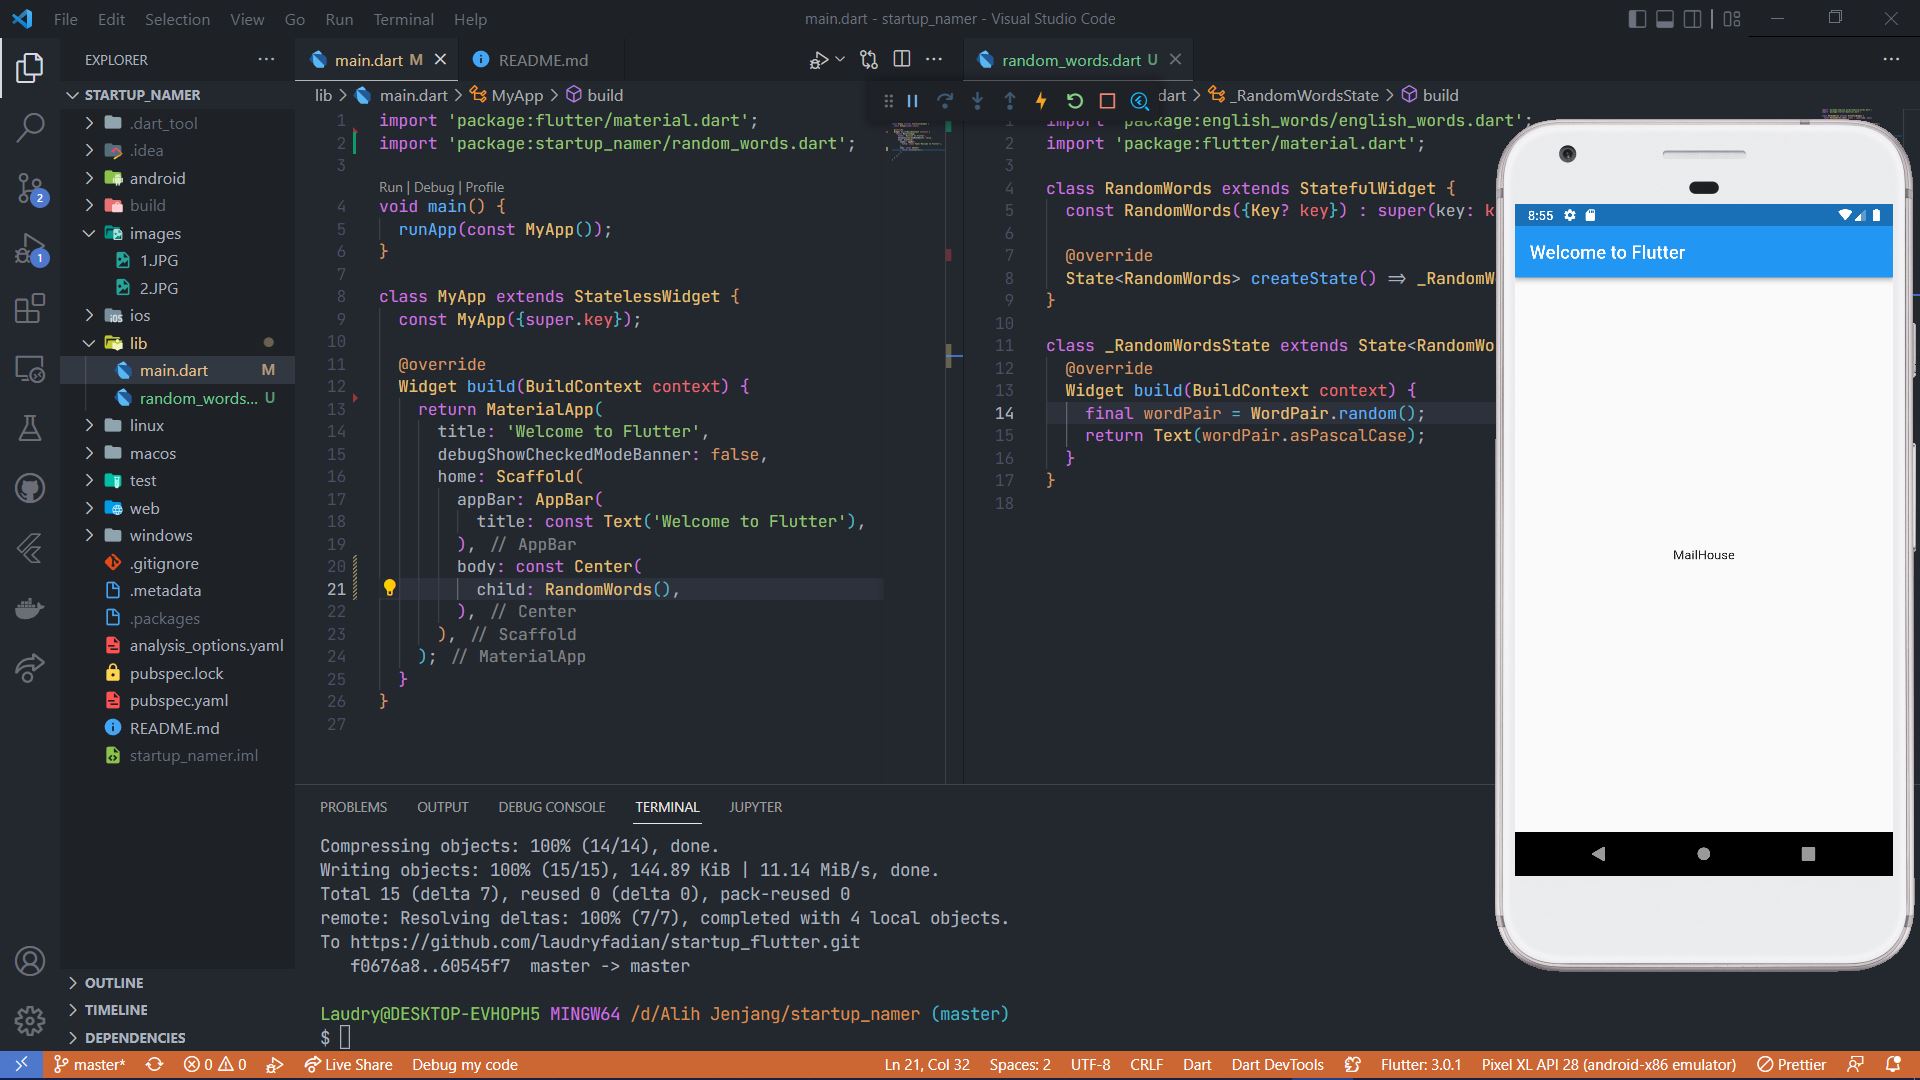 File Edit Selection View Go Run Terminal Help
main.dart - startup_namer - Visual Studio Code
EXPLORER
STARTUP_NAMER
.dart_tool
.idea
android
build
images
1.JPG
2.JPG
ios
lib
main.dart M
random_words... U
linux
macos
test
web
windows
.gitignore
.metadata
.packages
analysis_options.yaml
pubspec.lock
pubspec.yaml
README.md
startup_namer.iml
OUTLINE
TIMELINE
DEPENDENCIES
2
1
main.dart M
README.md
lib > main.dart > MyApp > build
1 import 'package:flutter/material.dart';
2 import 'package:startup_namer/random_words.dart';
3
Run | Debug | Profile
4 void main() {
5 runApp(const MyApp());
6 }
7
8 class MyApp extends StatelessWidget {
9 const MyApp({super.key});
10
11 @override
12 Widget build(BuildContext context) {
13 return MaterialApp(
14 title: 'Welcome to Flutter',
15 debugShowCheckedModeBanner: false,
16 home: Scaffold(
17 appBar: AppBar(
18 title: const Text('Welcome to Flutter'),
19 ), // AppBar
20 body: const Center(
21 child: RandomWords(),
22 ), // Center
23 ), // Scaffold
24 ); // MaterialApp
25 }
26 }
27
random_words.dart U
dart > _RandomWordsState > build
1 import 'package:english_words/english_words.dart';
2 import 'package:flutter/material.dart';
3
4 class RandomWords extends StatefulWidget {
5 const RandomWords({Key? key}) : super(key: k
6
7 @override
8 State<RandomWords> createState() => _RandomW
9 }
10
11 class _RandomWordsState extends State<RandomWo
12 @override
13 Widget build(BuildContext context) {
14 final wordPair = WordPair.random();
15 return Text(wordPair.asPascalCase);
16 }
17 }
18
8:55
Welcome to Flutter
MailHouse
PROBLEMS OUTPUT DEBUG CONSOLE TERMINAL JUPYTER
Compressing objects: 100% (14/14), done.
Writing objects: 100% (15/15), 144.89 KiB | 11.14 MiB/s, done.
Total 15 (delta 7), reused 0 (delta 0), pack-reused 0
remote: Resolving deltas: 100% (7/7), completed with 4 local objects.
To https://github.com/laudryfadian/startup_flutter.git
f0676a8..60545f7 master -> master
Laudry@DESKTOP-EVHOPH5 MINGW64 /d/Alih Jenjang/startup_namer (master)
$
master* 0 0 Live Share Debug my code Ln 21, Col 32 Spaces: 2 UTF-8 CRLF Dart Dart DevTools Flutter: 3.0.1 Pixel XL API 28 (android-x86 emulator) Prettier